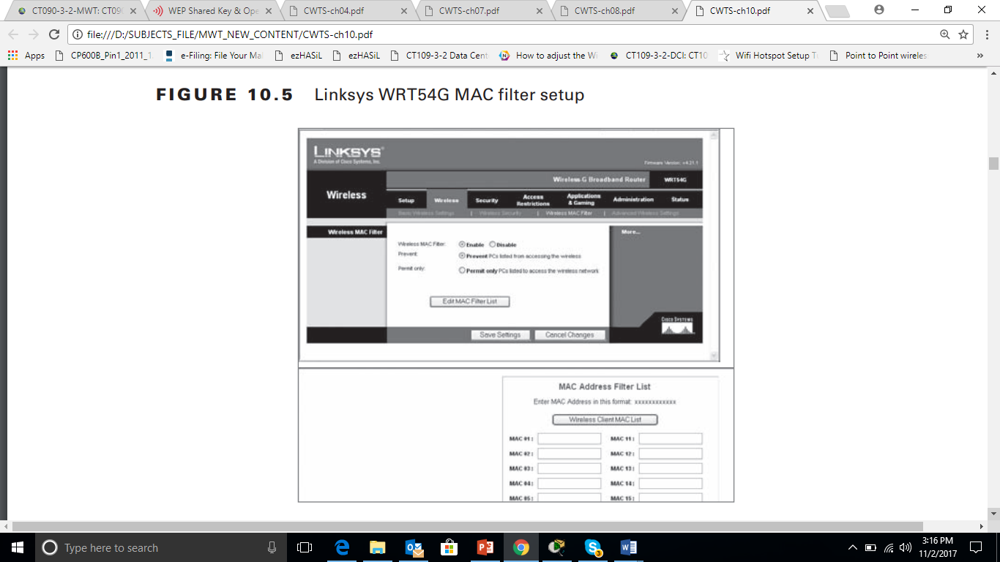 CT090-3-2-MWT: CT09
WEP Shared Key & Ope
CWTS-ch04.pdf
CWTS-ch07.pdf
CWTS-ch08.pdf
CWTS-ch10.pdf
file:///D:/SUBJECTS_FILE/MWT_NEW_CONTENT/CWTS-ch10.pdf
Apps
CP600B_Pin1_2011_1
e-Filing: File Your Ma
ezHASiL
ezHASiL
CT109-3-2 Data Cent
How to adjust the Wi
CT109-3-2-DCI: CT10
Wifi Hotspot Setup T
Point to Point wireles
»
FIGURE 10.5 Linksys WRT54G MAC filter setup
LINKSYS®
A Division of Cisco Systems, Inc.
Firmware Version: v4.21.1
Wireless-G Broadband Router WRT54G
Wireless
Setup Wireless Security Access Restrictions Applications & Gaming Administration Status
Basic Wireless Settings | Wireless Security | Wireless MAC Filter | Advanced Wireless Settings
Wireless MAC Filter
More...
Wireless MAC Filter: Enable Disable
Prevent: Prevent PCs listed from accessing the wireless
Permit only: Permit only PCs listed to access the wireless network
Edit MAC Filter List
CISCO SYSTEMS
Save Settings Cancel Changes
MAC Address Filter List
Enter MAC Address in this format: xxxxxxxxxxxx
Wireless Client MAC List
MAC 01: MAC 11:
MAC 02: MAC 12:
MAC 03: MAC 13:
MAC 04: MAC 14:
MAC 05: MAC 15:
Type here to search
3
3:16 PM
11/2/2017